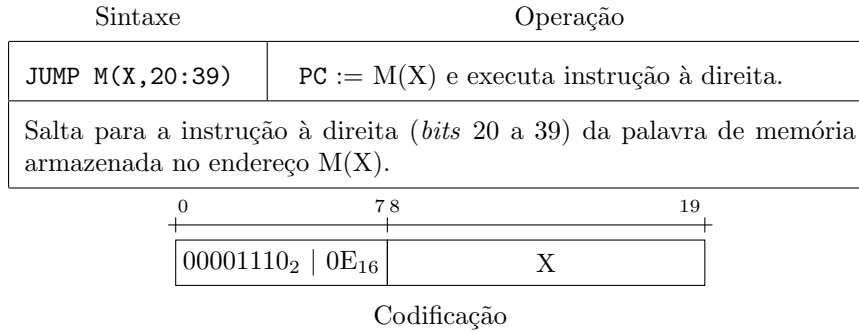 Sintaxe Operação
JUMP M(X,20:39) PC := M(X) e executa instrução à direita.
Salta para a instrução à direita (bits 20 a 39) da palavra de memória
armazenada no endereço M(X).
0 7 8 19
00001110₂ | 0E₁₆ X
Codificação